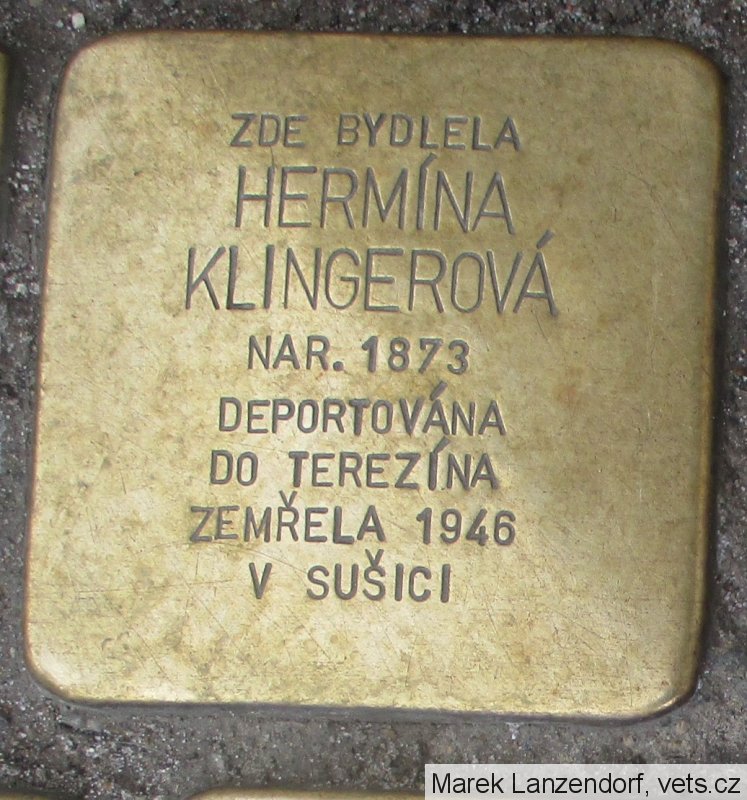 ZDE BYDLELA
HERMÍNA
KLINGEROVÁ
NAR. 1873
DEPORTOVÁNA
DO TEREZÍNA
ZEMŘELA 1946
V SUŠICI
Marek Lanzendorf, vets.cz